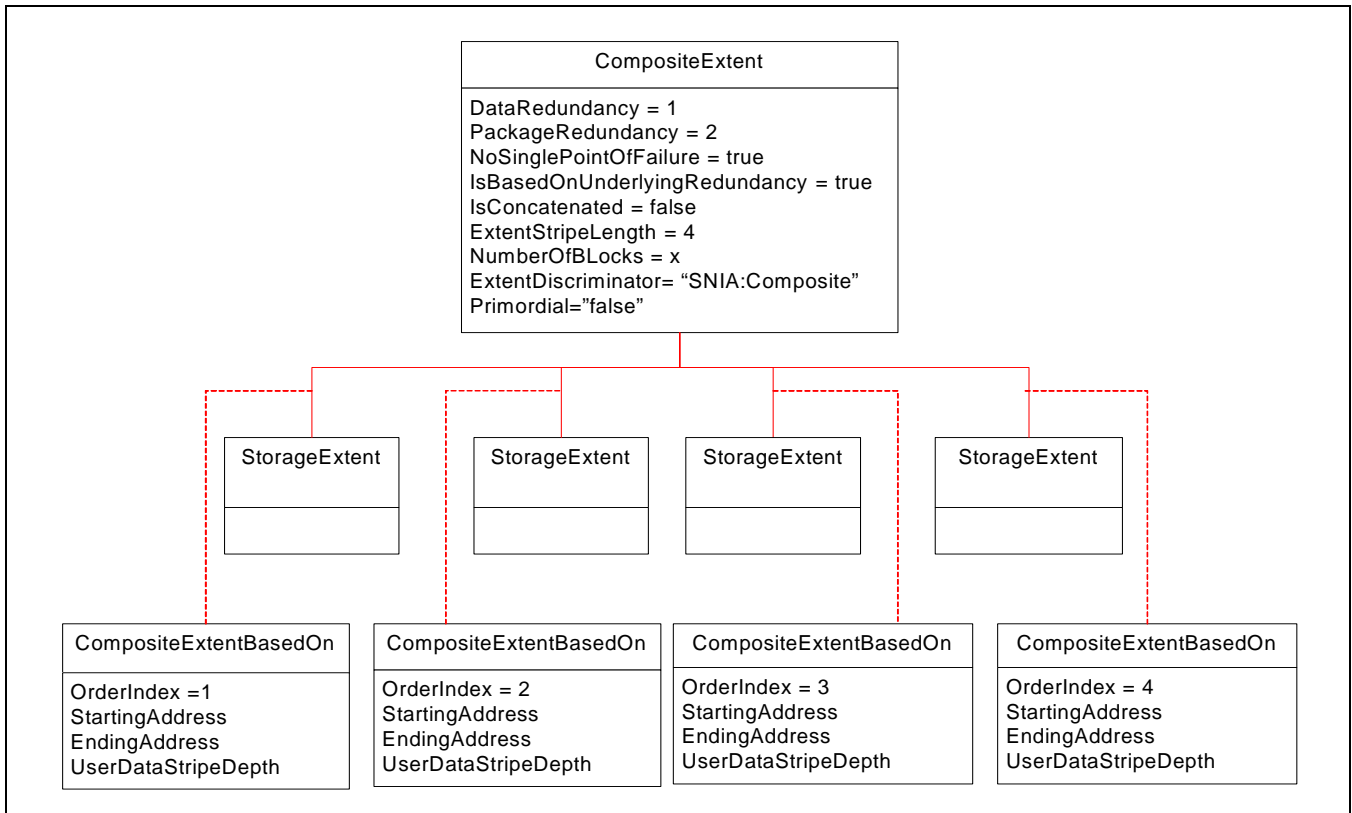 CompositeExtent
DataRedundancy = 1
PackageRedundancy = 2
NoSinglePointOfFailure = true
IsBasedOnUnderlyingRedundancy = true
IsConcatenated = false
ExtentStripeLength = 4
NumberOfBLocks = x
ExtentDiscriminator= “SNIA:Composite”
Primordial=”false”
StorageExtent
StorageExtent
StorageExtent
StorageExtent
CompositeExtentBasedOn
OrderIndex =1
StartingAddress
EndingAddress
UserDataStripeDepth
CompositeExtentBasedOn
OrderIndex = 2
StartingAddress
EndingAddress
UserDataStripeDepth
CompositeExtentBasedOn
OrderIndex = 3
StartingAddress
EndingAddress
UserDataStripeDepth
CompositeExtentBasedOn
OrderIndex = 4
StartingAddress
EndingAddress
UserDataStripeDepth